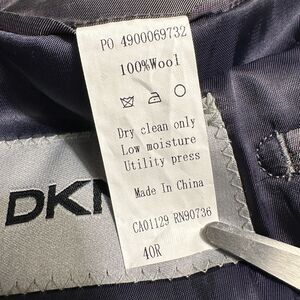 PO 4900069732
100%Wool
Dry clean only
Low moisture
Utility press
Made In China
CA01129 RN90736
40R
DKN